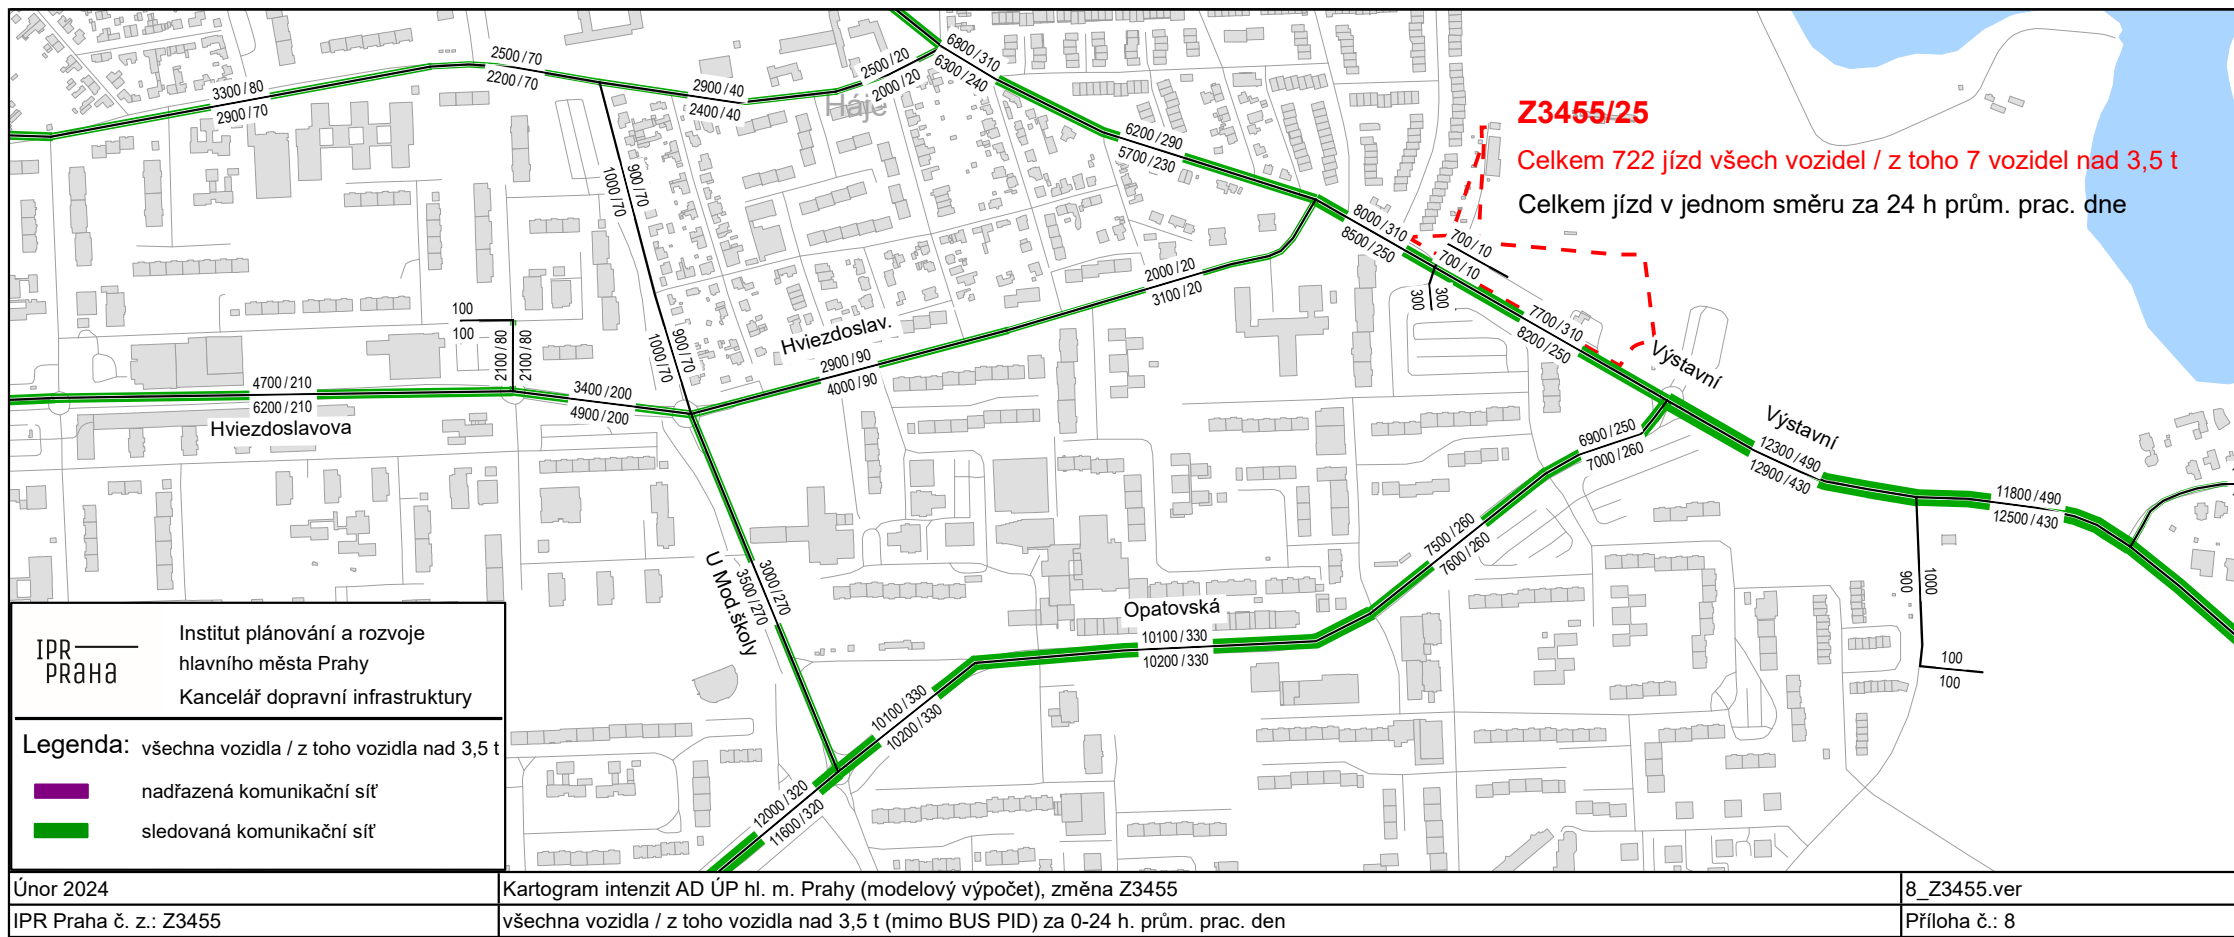 2500/70
2200/70
3300/80
2900/70
2900/40
2400/40
2500/20
2000/20
Háje
6800/310
6300/240
6200/290
5700/230
Z3455/25
Celkem 722 jízd všech vozidel / z toho 7 vozidel nad 3,5 t
Celkem jízd v jednom směru za 24 h prům. prac. dne
900/70
1000/70
8000/310
8500/250
700/10
700/10
300
300
2000/20
3100/20
7700/310
8200/250
Výstavní
100
100
2100/80
2100/80
900/70
1000/70
Hviezdoslav.
2900/90
4000/90
4700/210
6200/210
Hviezdoslavova
3400/200
4900/200
Výstavní
12300/490
12900/430
6900/250
7000/260
11800/490
12500/430
7500/260
7600/260
U Mod.školy
3000/270
3500/270
Opatovská
10100/330
10200/330
900
1000
100
100
10100/330
10200/330
12000/320
11600/320
IPR
PRAHA
Institut plánování a rozvoje
hlavního města Prahy
Kancelář dopravní infrastruktury
Legenda: všechna vozidla / z toho vozidla nad 3,5 t
nadřazená komunikační síť
sledovaná komunikační síť
Únor 2024
Kartogram intenzit AD ÚP hl. m. Prahy (modelový výpočet), změna Z3455
8_Z3455.ver
IPR Praha č. z.: Z3455
všechna vozidla / z toho vozidla nad 3,5 t (mimo BUS PID) za 0-24 h. prům. prac. den
Příloha č.: 8